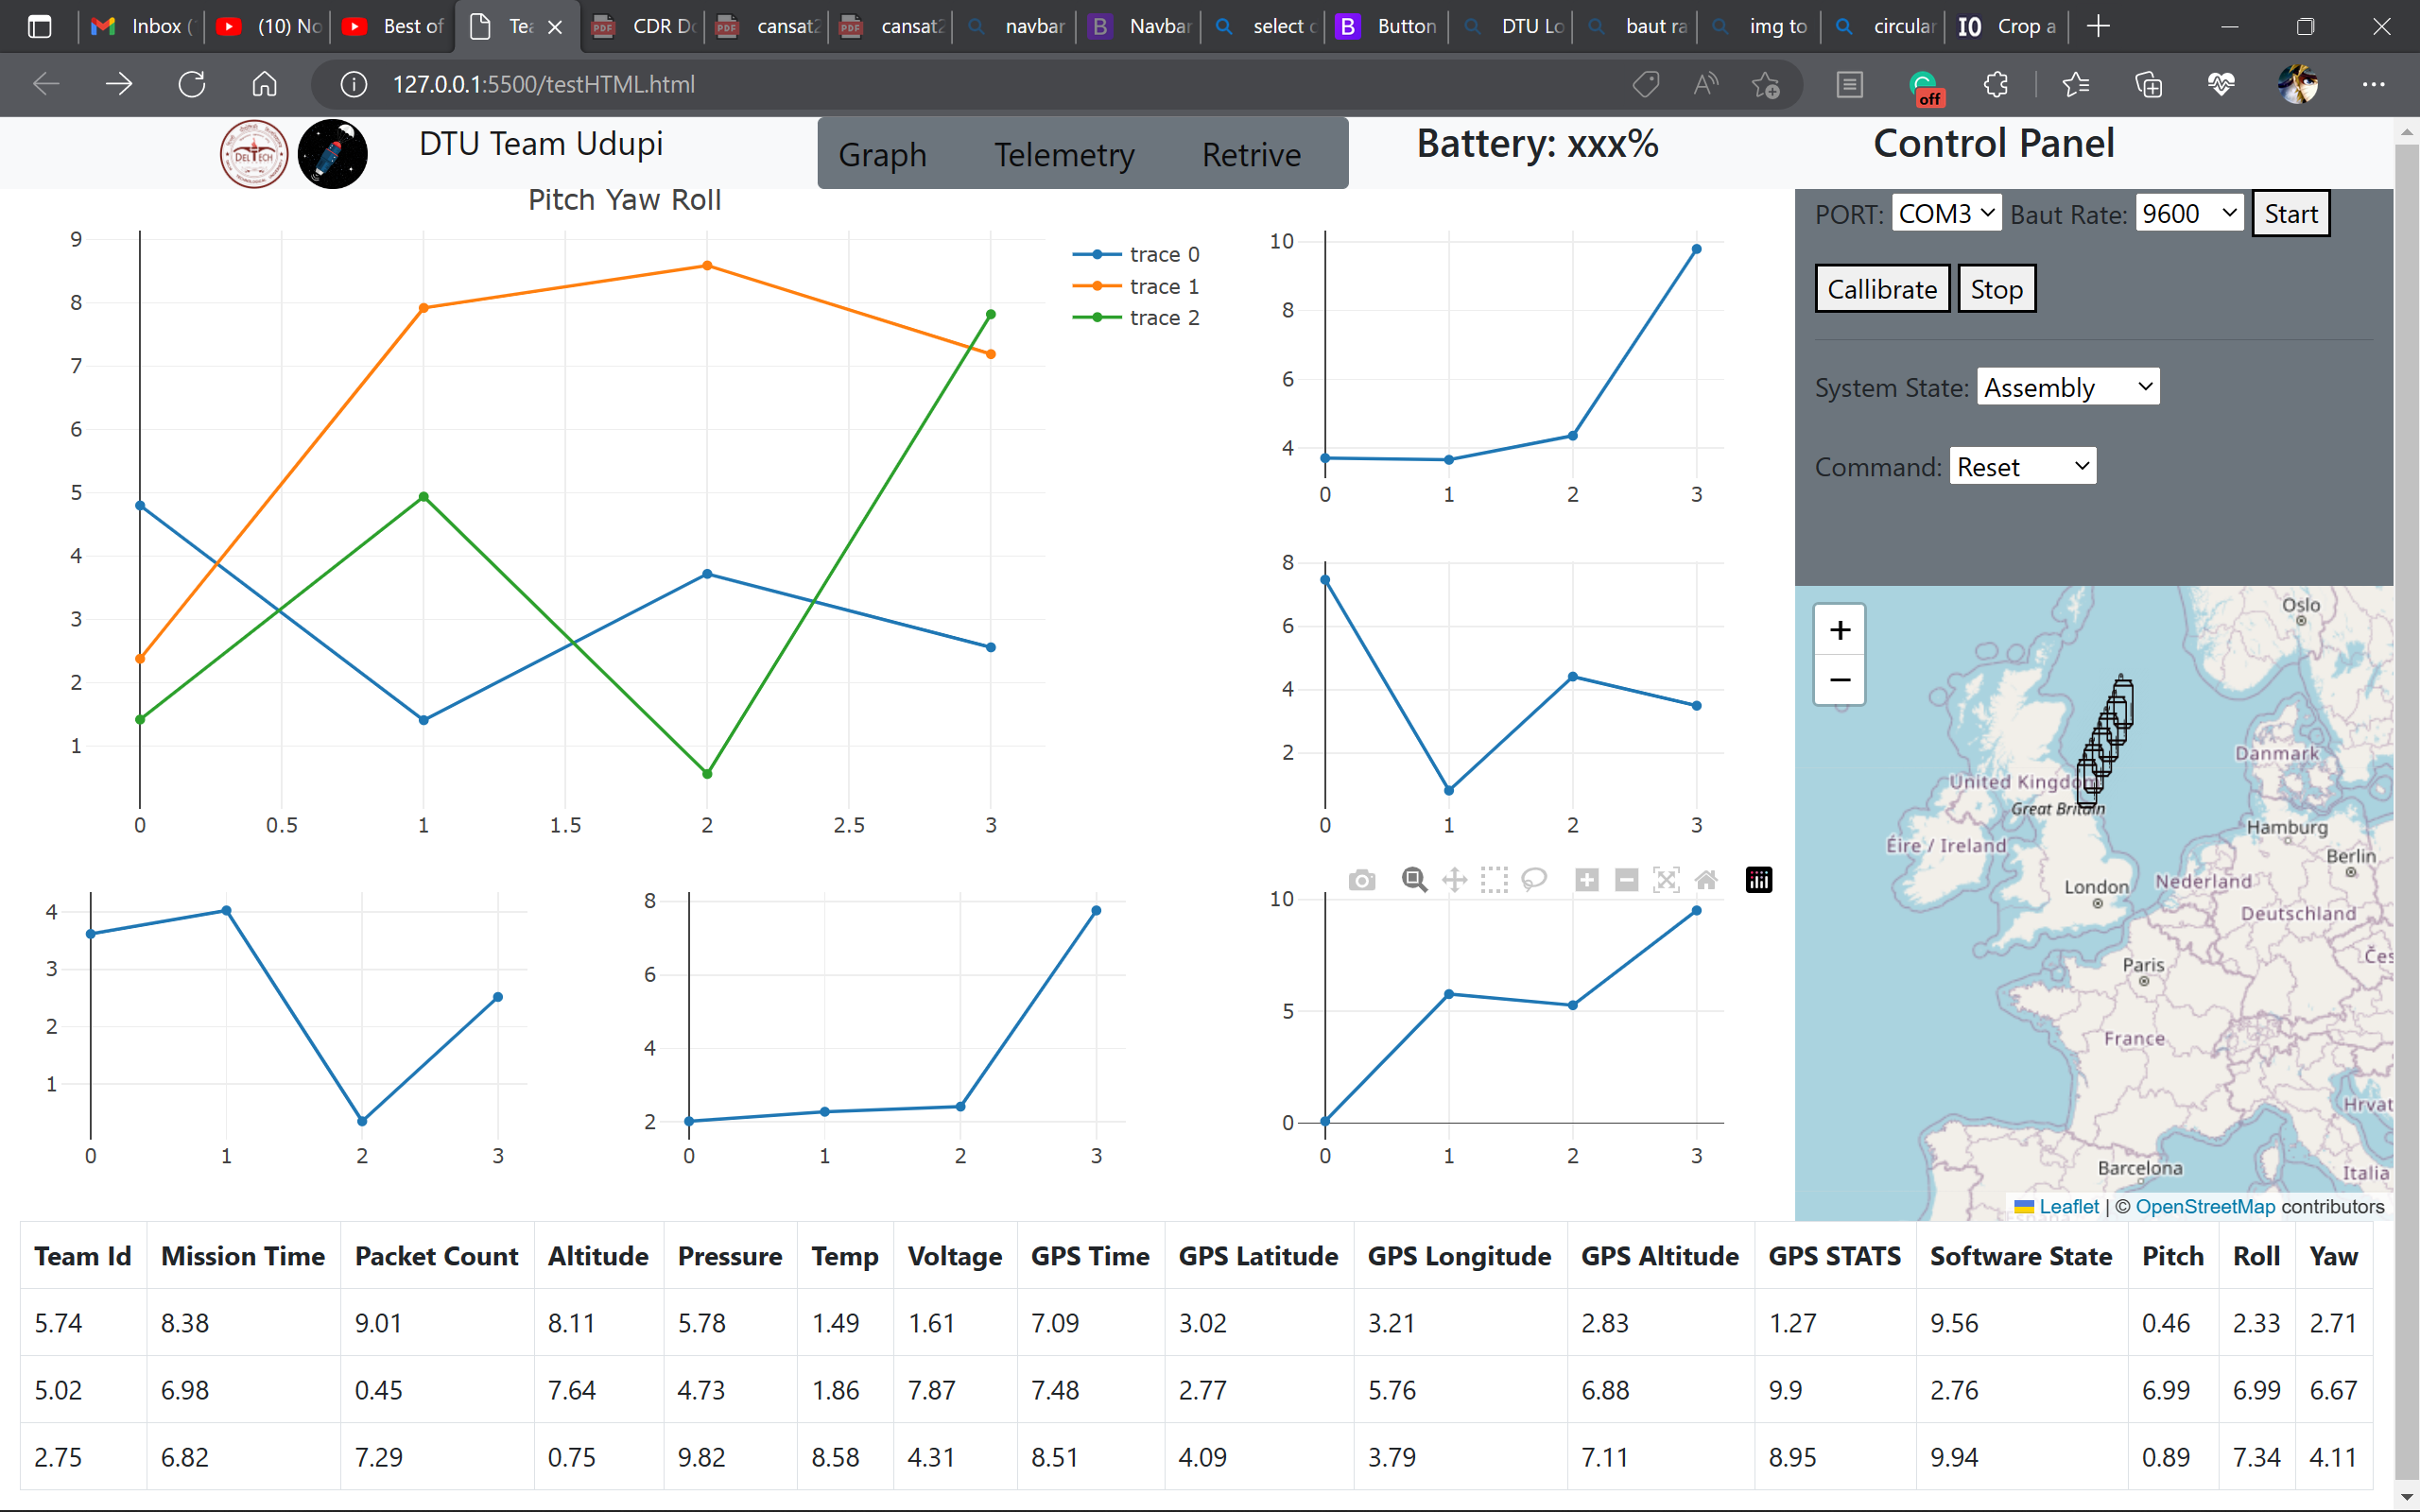 Inbox (
(10) No
Best of
Tea
CDR Do
cansat2
cansat2
navbar
Navbar
select c
Button
DTU Lo
baut ra
img to
circular
Crop a
127.0.0.1:5500/testHTML.html
off
DTU Team Udupi
Graph Telemetry Retrive
Battery: xxx%
Control Panel
Pitch Yaw Roll
9
8
7
6
5
4
3
2
1
0 0.5 1 1.5 2 2.5 3
trace 0
trace 1
trace 2
10
8
6
4
0 1 2 3
8
6
4
2
0 1 2 3
4
3
2
1
0 1 2 3
8
6
4
2
0 1 2 3
10
5
0
0 1 2 3
PORT: COM3 Baut Rate: 9600 Start
Callibrate Stop
System State: Assembly
Command: Reset
+
−
Oslo
Danmark
United Kingdo
Great Britain
Hamburg
Éire / Ireland
Berlin
London
Nederland
Deutschland
Čes
Paris
France
Hrvat
Barcelona
Italia
Leaflet | © OpenStreetMap contributors
Team Id Mission Time Packet Count Altitude Pressure Temp Voltage GPS Time GPS Latitude GPS Longitude GPS Altitude GPS STATS Software State Pitch Roll Yaw
5.74 8.38 9.01 8.11 5.78 1.49 1.61 7.09 3.02 3.21 2.83 1.27 9.56 0.46 2.33 2.71
5.02 6.98 0.45 7.64 4.73 1.86 7.87 7.48 2.77 5.76 6.88 9.9 2.76 6.99 6.99 6.67
2.75 6.82 7.29 0.75 9.82 8.58 4.31 8.51 4.09 3.79 7.11 8.95 9.94 0.89 7.34 4.11